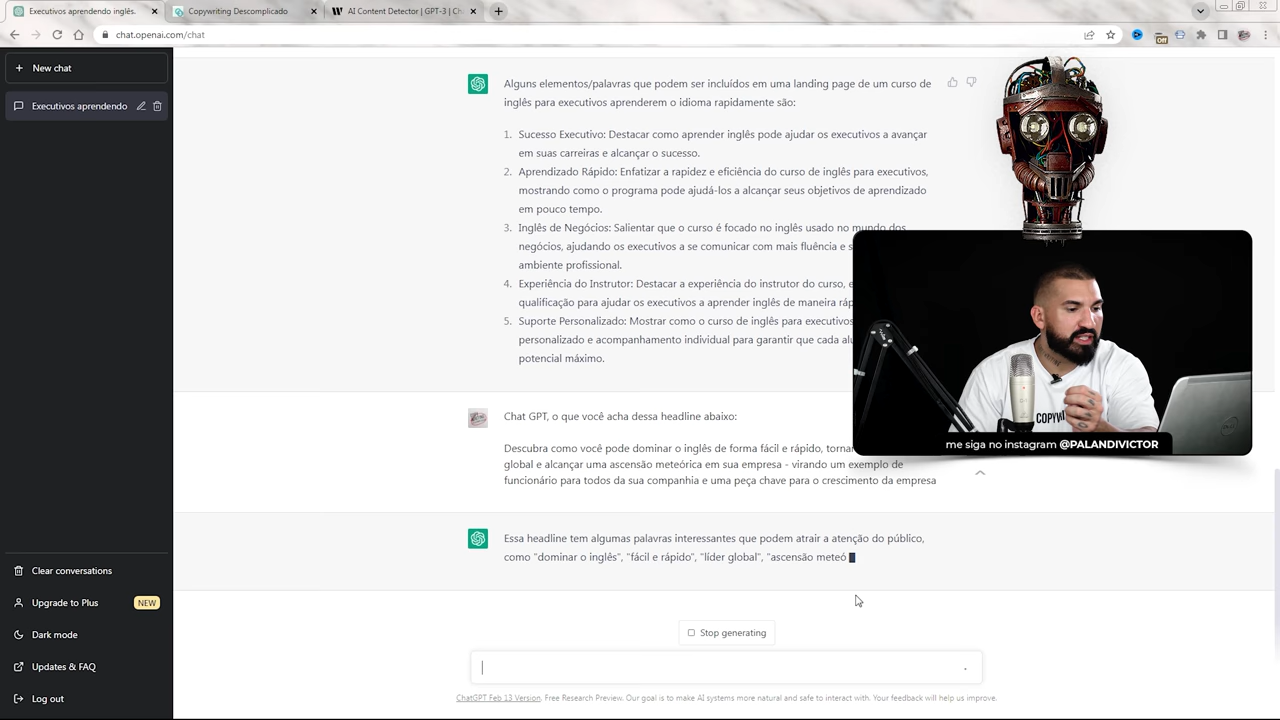 Executivos aprendendo inglês.
Copywriting Descomplicado
AI Content Detector | GPT-3 | Ch
chat.openai.com/chat
Off
New chat
Executivos aprendendo
Alguns elementos/palavras que podem ser incluídos em uma landing page de um curso de
inglês para executivos aprenderem o idioma rapidamente são:
1. Sucesso Executivo: Destacar como aprender inglês pode ajudar os executivos a avançar
em suas carreiras e alcançar o sucesso.
2. Aprendizado Rápido: Enfatizar a rapidez e eficiência do curso de inglês para executivos,
mostrando como o programa pode ajudá-los a alcançar seus objetivos de aprendizado
em pouco tempo.
3. Inglês de Negócios: Salientar que o curso é focado no inglês usado no mundo dos
negócios, ajudando os executivos a se comunicar com mais fluência e s
ambiente profissional.
4. Experiência do Instrutor: Destacar a experiência do instrutor do curso, e
qualificação para ajudar os executivos a aprender inglês de maneira ráp
5. Suporte Personalizado: Mostrar como o curso de inglês para executivos
personalizado e acompanhamento individual para garantir que cada alu
potencial máximo.
COPYW
me siga no instagram @PALANDIVICTOR
Chat GPT, o que você acha dessa headline abaixo:
Descubra como você pode dominar o inglês de forma fácil e rápido, tornar
global e alcançar uma ascensão meteórica em sua empresa - virando um exemplo de
funcionário para todos da sua companhia e uma peça chave para o crescimento da empresa
Essa headline tem algumas palavras interessantes que podem atrair a atenção do público,
como "dominar o inglês", "fácil e rápido", "líder global", "ascensão meteó
Clear conversations
Upgrade to Plus NEW
Dark mode
Updates & FAQ
Log out
Stop generating
ChatGPT Feb 13 Version. Free Research Preview. Our goal is to make AI systems more natural and safe to interact with. Your feedback will help us improve.